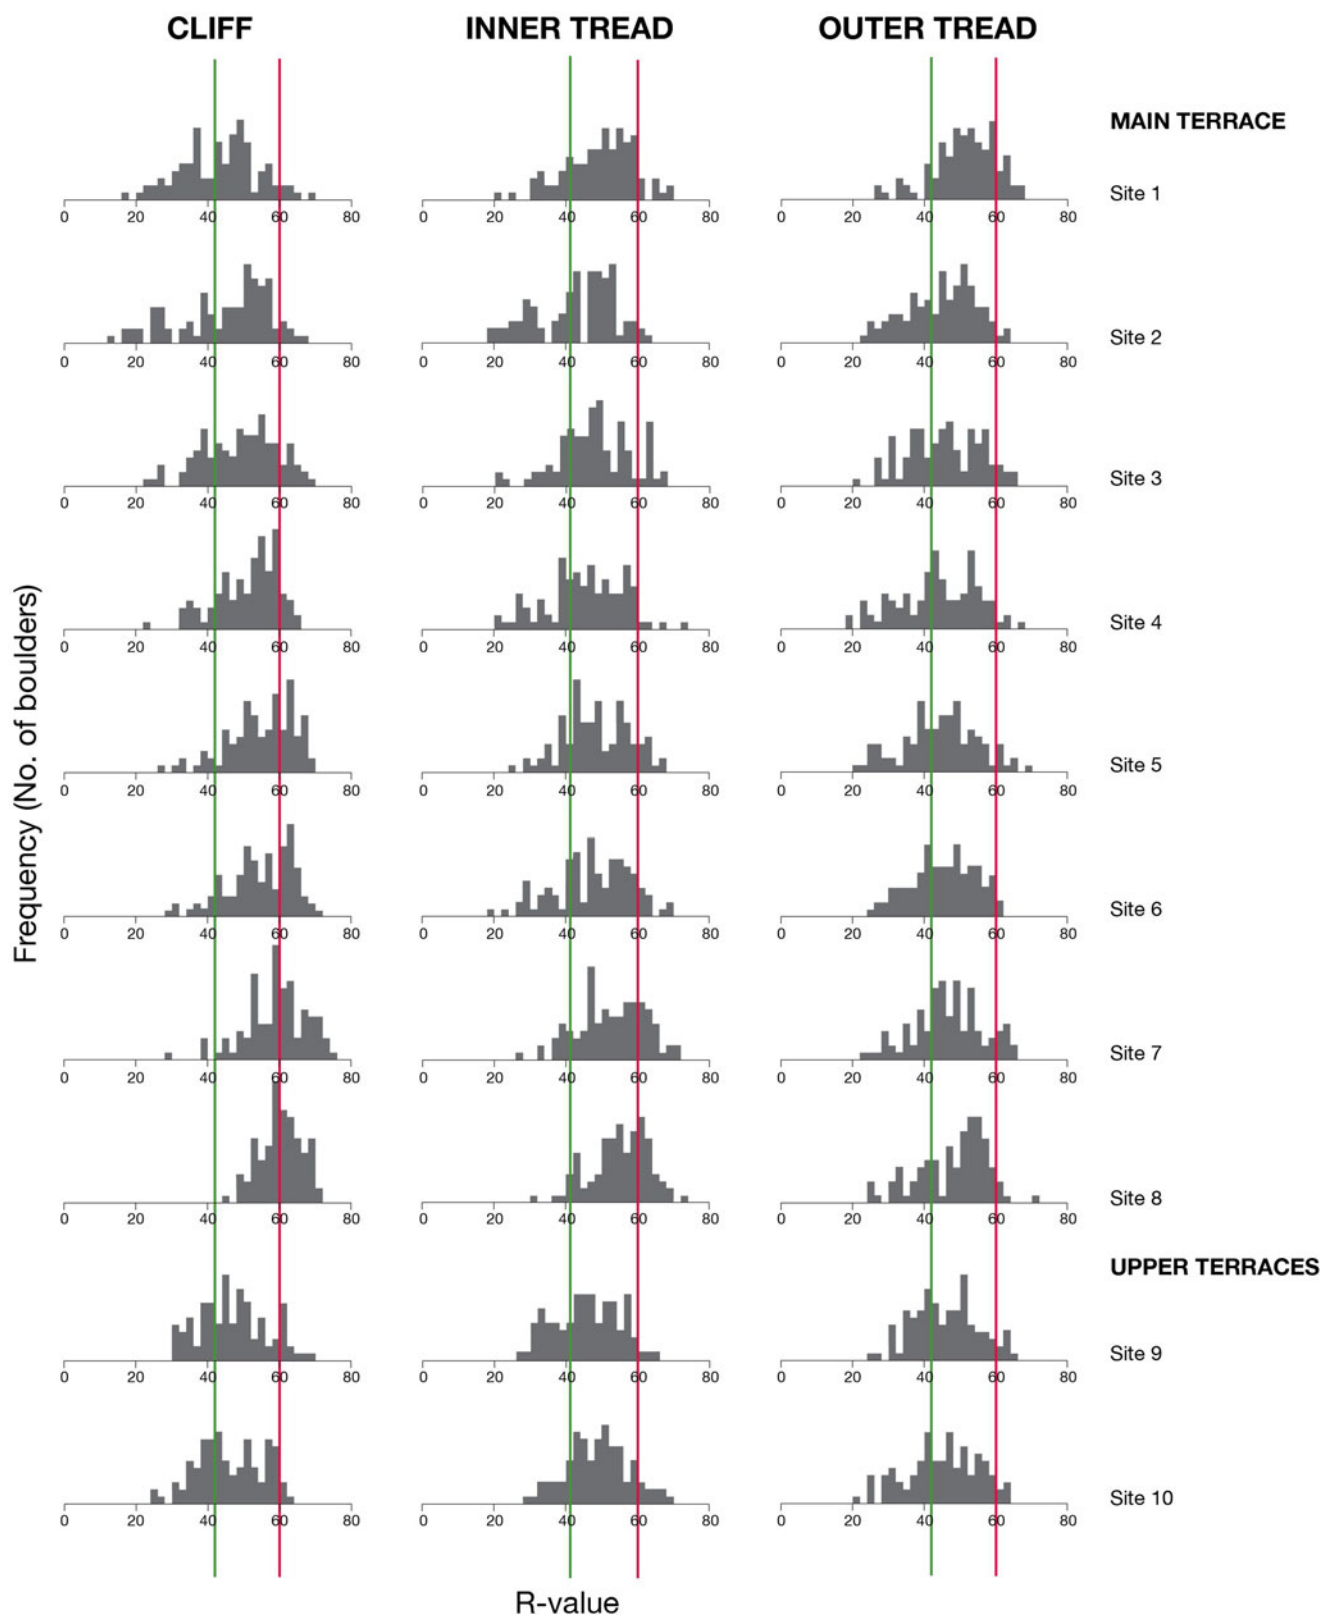 CLIFF INNER TREAD OUTER TREAD
MAIN TERRACE
Site 1
0 20 40 60 80 0 20 40 60 80 0 20 40 60 80
Site 2
0 20 40 60 80 0 20 40 60 80 0 20 40 60 80
Site 3
0 20 40 60 80 0 20 40 60 80 0 20 40 60 80
Frequency (No. of boulders)
Site 4
0 20 40 60 80 0 20 40 60 80 0 20 40 60 80
Site 5
0 20 40 60 80 0 20 40 60 80 0 20 40 60 80
Site 6
0 20 40 60 80 0 20 40 60 80 0 20 40 60 80
Site 7
0 20 40 60 80 0 20 40 60 80 0 20 40 60 80
Site 8
0 20 40 60 80 0 20 40 60 80 0 20 40 60 80
UPPER TERRACES
Site 9
0 20 40 60 80 0 20 40 60 80 0 20 40 60 80
Site 10
0 20 40 60 80 0 20 40 60 80 0 20 40 60 80
R-value